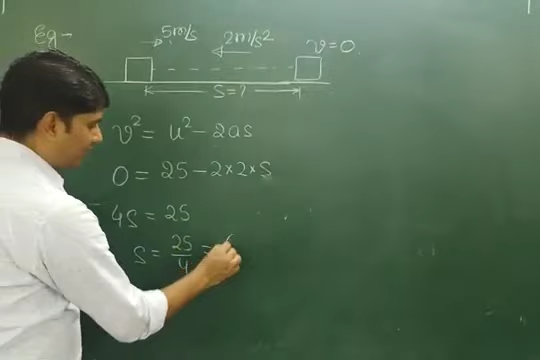 Eg-
5m/s 2m/s² v=0.
S=?
v² = u² - 2as
0 = 25 - 2×2×S
4s = 25
s = 25/4 =